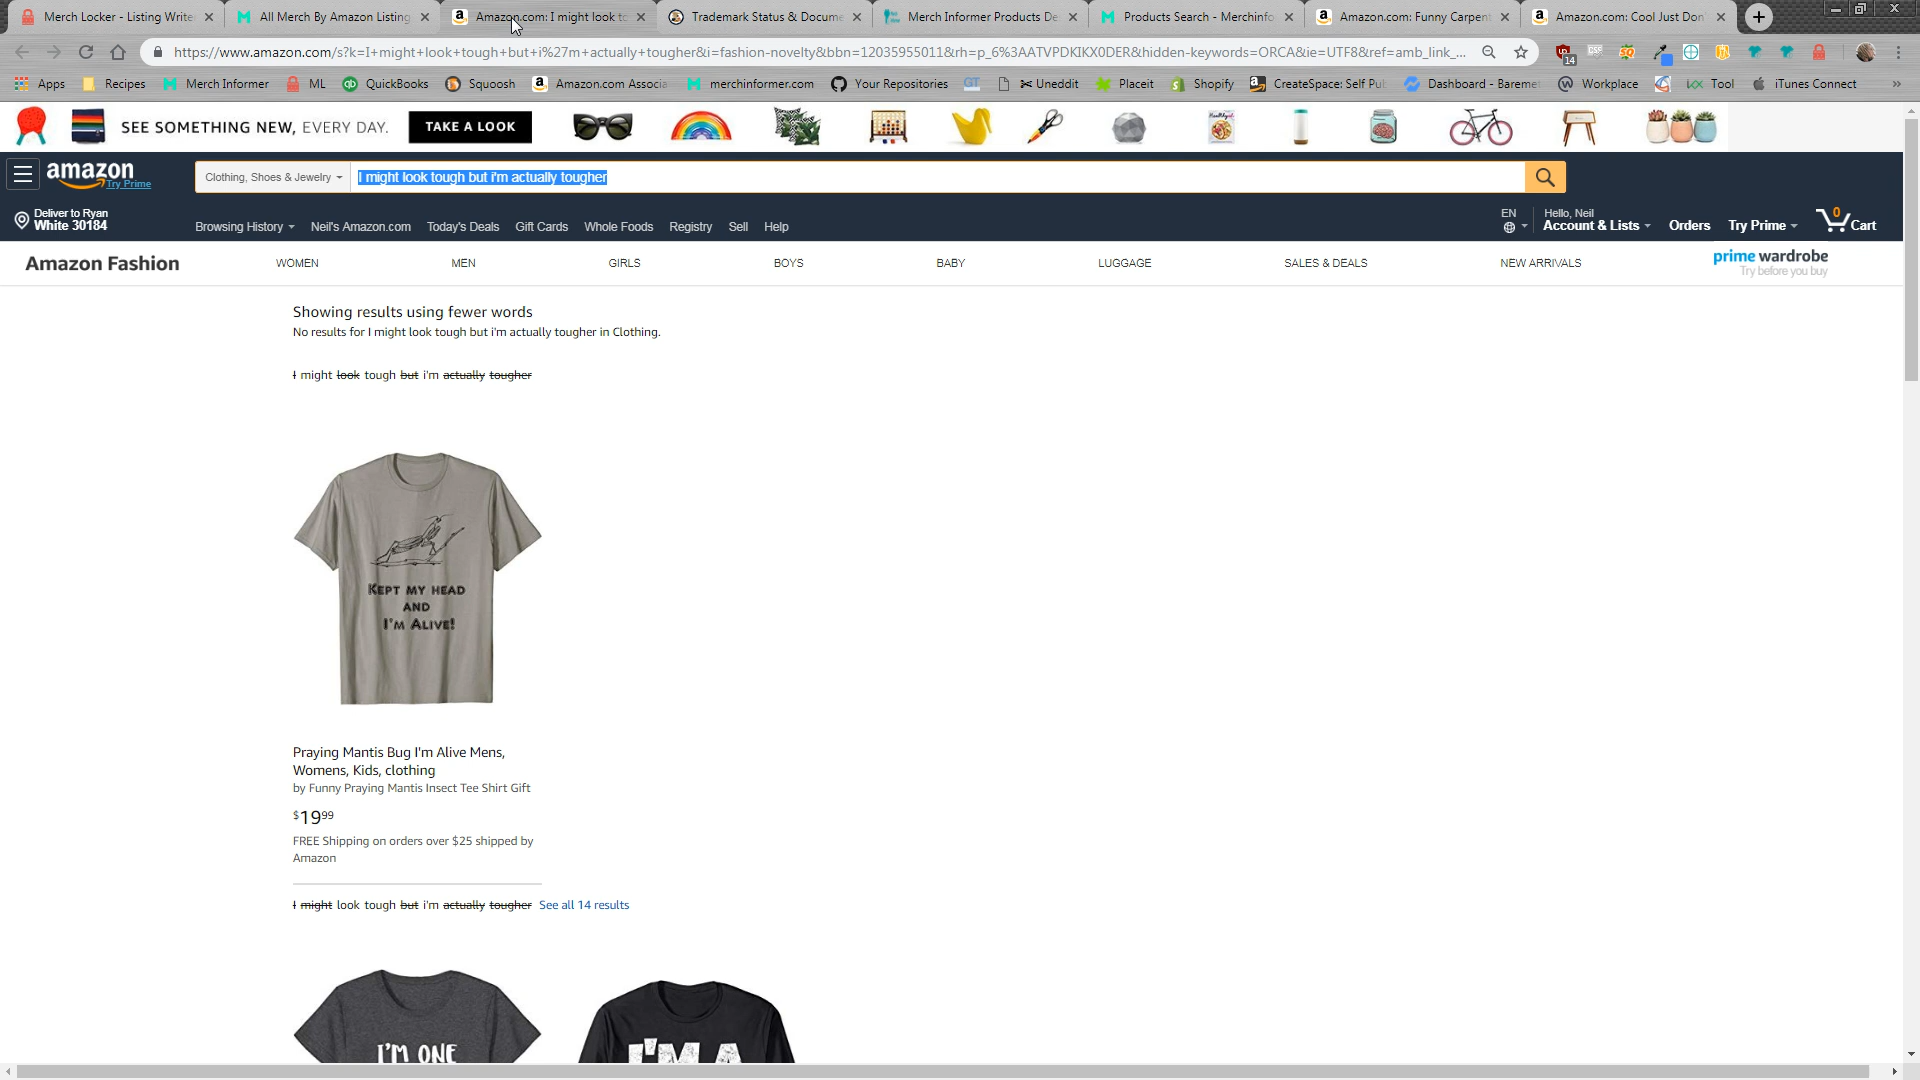 Merch Locker - Listing Write
All Merch By Amazon Listing
Amazon.com: I might look to
Trademark Status & Docume
Merch Informer Products De
Products Search - Merchinfo
Amazon.com: Funny Carpent
Amazon.com: Cool Just Don'
https://www.amazon.com/s?k=I+might+look+tough+but+i%27m+actually+tougher&i=fashion-novelty&bbn=12035955011&rh=p_6%3AATVPDKIKX0DER&hidden-keywords=ORCA&ie=UTF8&ref=amb_link_...
14
Apps
Recipes
Merch Informer
ML
QuickBooks
Squoosh
Amazon.com Associa
merchinformer.com
Your Repositories
GT
Uneddit
Placeit
Shopify
CreateSpace: Self Pub
Dashboard - Baremet
Workplace
Tool
iTunes Connect
»
SEE SOMETHING NEW, EVERY DAY.
TAKE A LOOK
amazon
Try Prime
Clothing, Shoes & Jewelry
I might look tough but i'm actually tougher
Deliver to Ryan
White 30184
Browsing History
Neil's Amazon.com
Today's Deals
Gift Cards
Whole Foods
Registry
Sell
Help
EN
Hello, Neil
Account & Lists
Orders
Try Prime
0
Cart
Amazon Fashion
WOMEN
MEN
GIRLS
BOYS
BABY
LUGGAGE
SALES & DEALS
NEW ARRIVALS
prime wardrobe
Try before you buy
Showing results using fewer words
No results for I might look tough but i'm actually tougher in Clothing.
I might look tough but i'm actually tougher
KEPT MY HEAD
AND
I'M ALIVE!
Praying Mantis Bug I'm Alive Mens,
Womens, Kids, clothing
by Funny Praying Mantis Insect Tee Shirt Gift
$19.99
FREE Shipping on orders over $25 shipped by
Amazon
I might look tough but i'm actually tougher See all 14 results
I'M ONE
I'M A